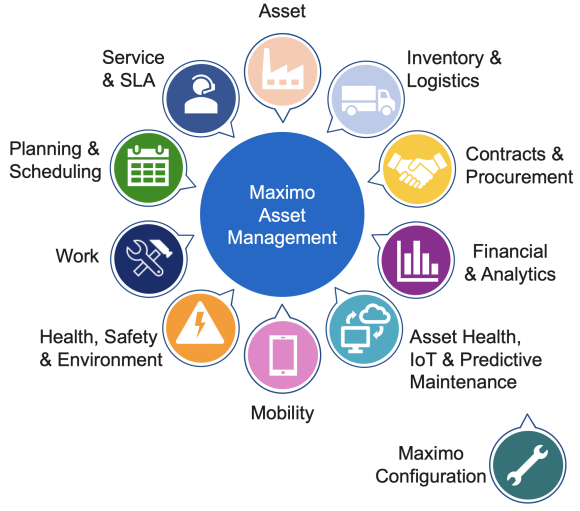 Asset
Service
& SLA
Inventory &
Logistics
Planning &
Scheduling
Contracts &
Procurement
Maximo
Asset
Management
Work
Financial
& Analytics
Health, Safety
& Environment
Asset Health,
IoT & Predictive
Maintenance
Mobility
Maximo
Configuration